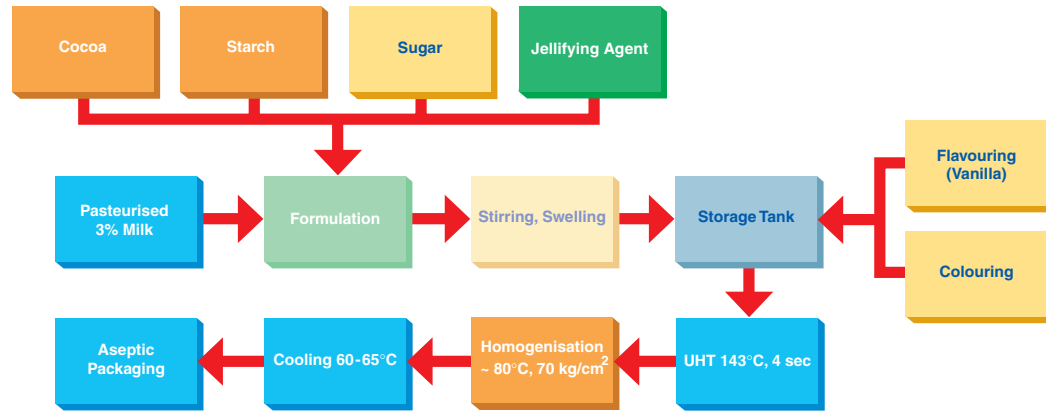 Cocoa
Starch
Sugar
Jellifying Agent
Flavouring
(Vanilla)
Pasteurised
3% Milk
Formulation
Stirring, Swelling
Storage Tank
Colouring
Aseptic
Packaging
Cooling 60-65°C
Homogenisation
~ 80°C, 70 kg/cm²
UHT 143°C, 4 sec